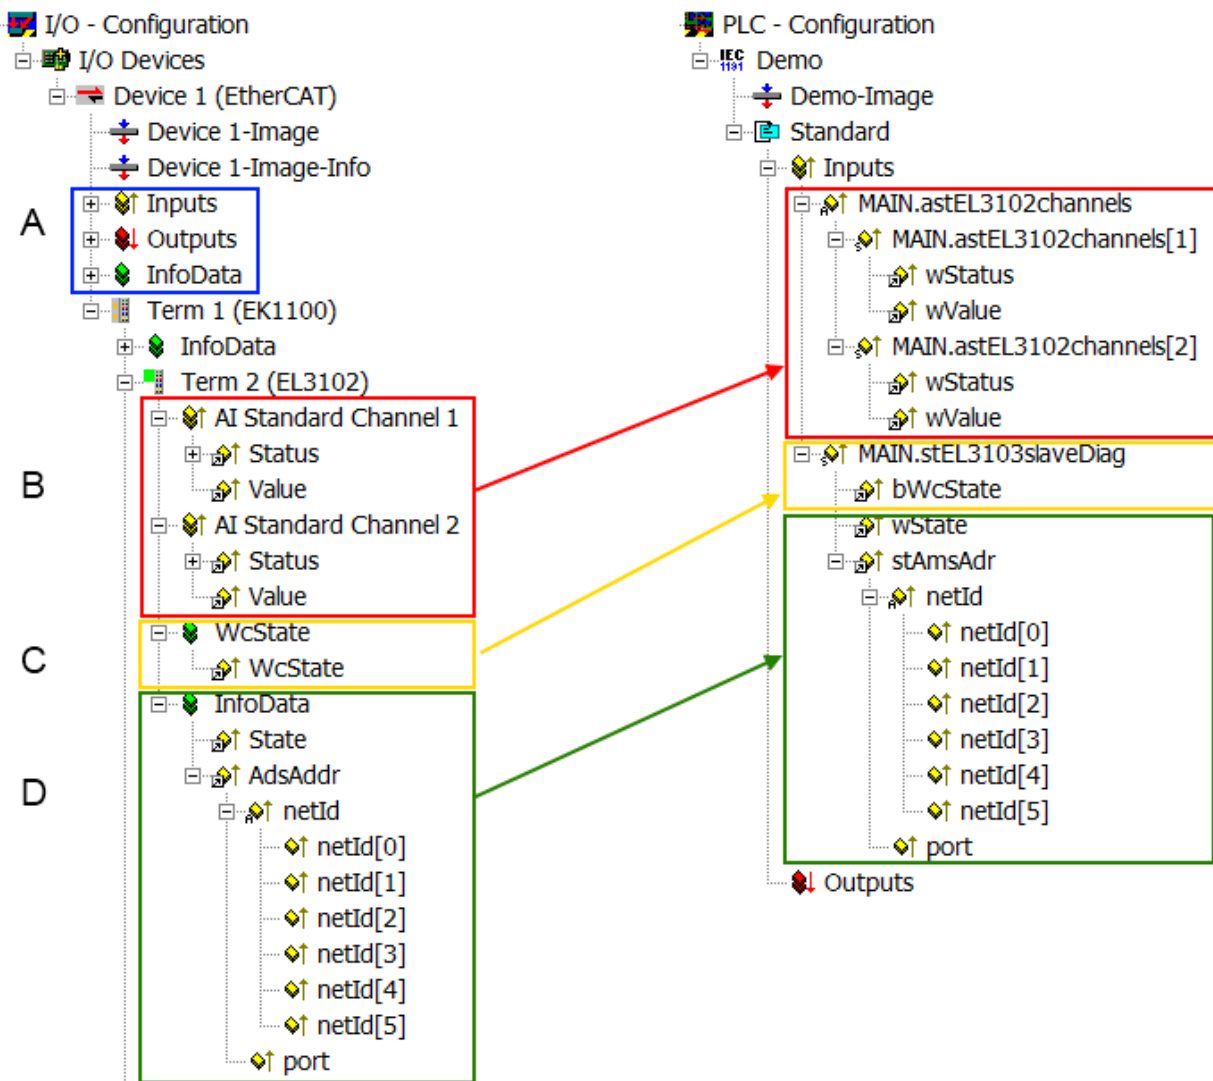 I/O - Configuration
I/O Devices
Device 1 (EtherCAT)
Device 1-Image
Device 1-Image-Info
A
Inputs
Outputs
InfoData
Term 1 (EK1100)
InfoData
Term 2 (EL3102)
B
AI Standard Channel 1
Status
Value
AI Standard Channel 2
Status
Value
C
WcState
WcState
D
InfoData
State
AdsAddr
netId
netId[0]
netId[1]
netId[2]
netId[3]
netId[4]
netId[5]
port
PLC - Configuration
IEC
1131
Demo
Demo-Image
Standard
Inputs
MAIN.astEL3102channels
MAIN.astEL3102channels[1]
wStatus
wValue
MAIN.astEL3102channels[2]
wStatus
wValue
MAIN.stEL3103slaveDiag
bWcState
wState
stAmsAdr
netId
netId[0]
netId[1]
netId[2]
netId[3]
netId[4]
netId[5]
port
Outputs